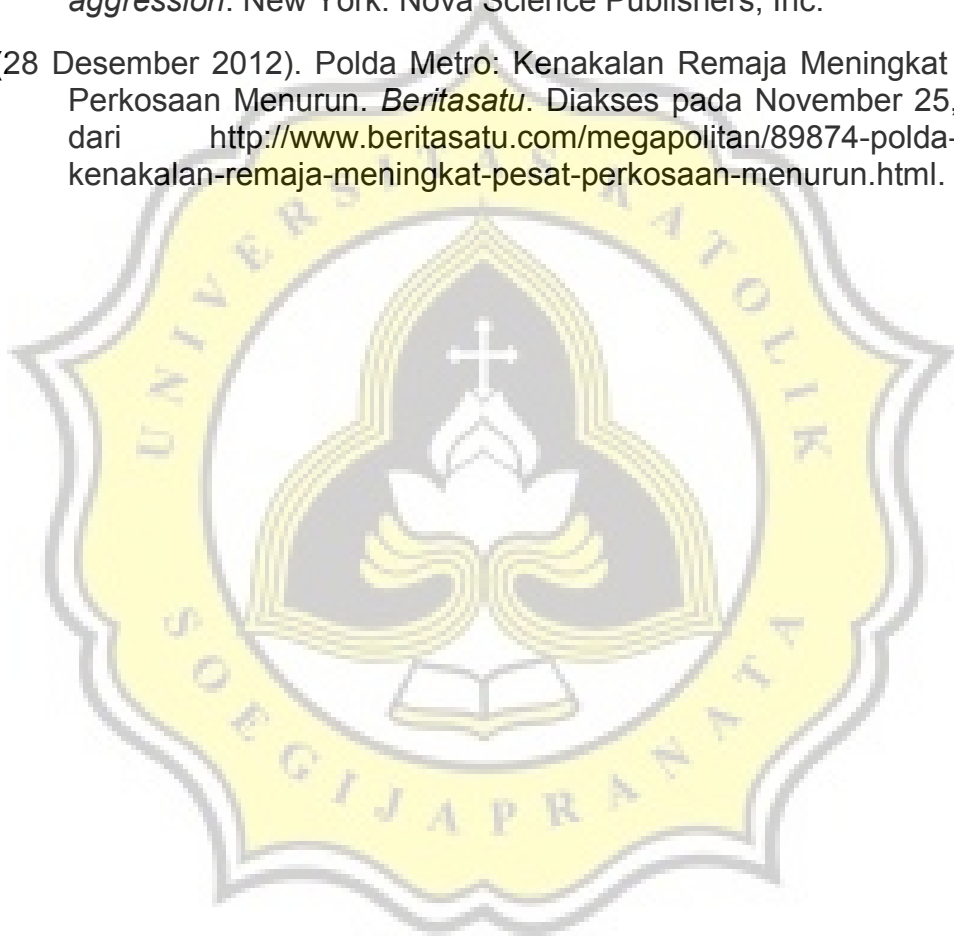 aggression. New York: Nova Science Publishers, Inc.
(28 Desember 2012). Polda Metro: Kenakalan Remaja Meningkat
Perkosaan Menurun. Beritasatu. Diakses pada November 25,
dari http://www.beritasatu.com/megapolitan/89874-polda-
kenakalan-remaja-meningkat-pesat-perkosaan-menurun.html.
UNIVERSITAS KATOLIK
SOEGIJAPRANATA